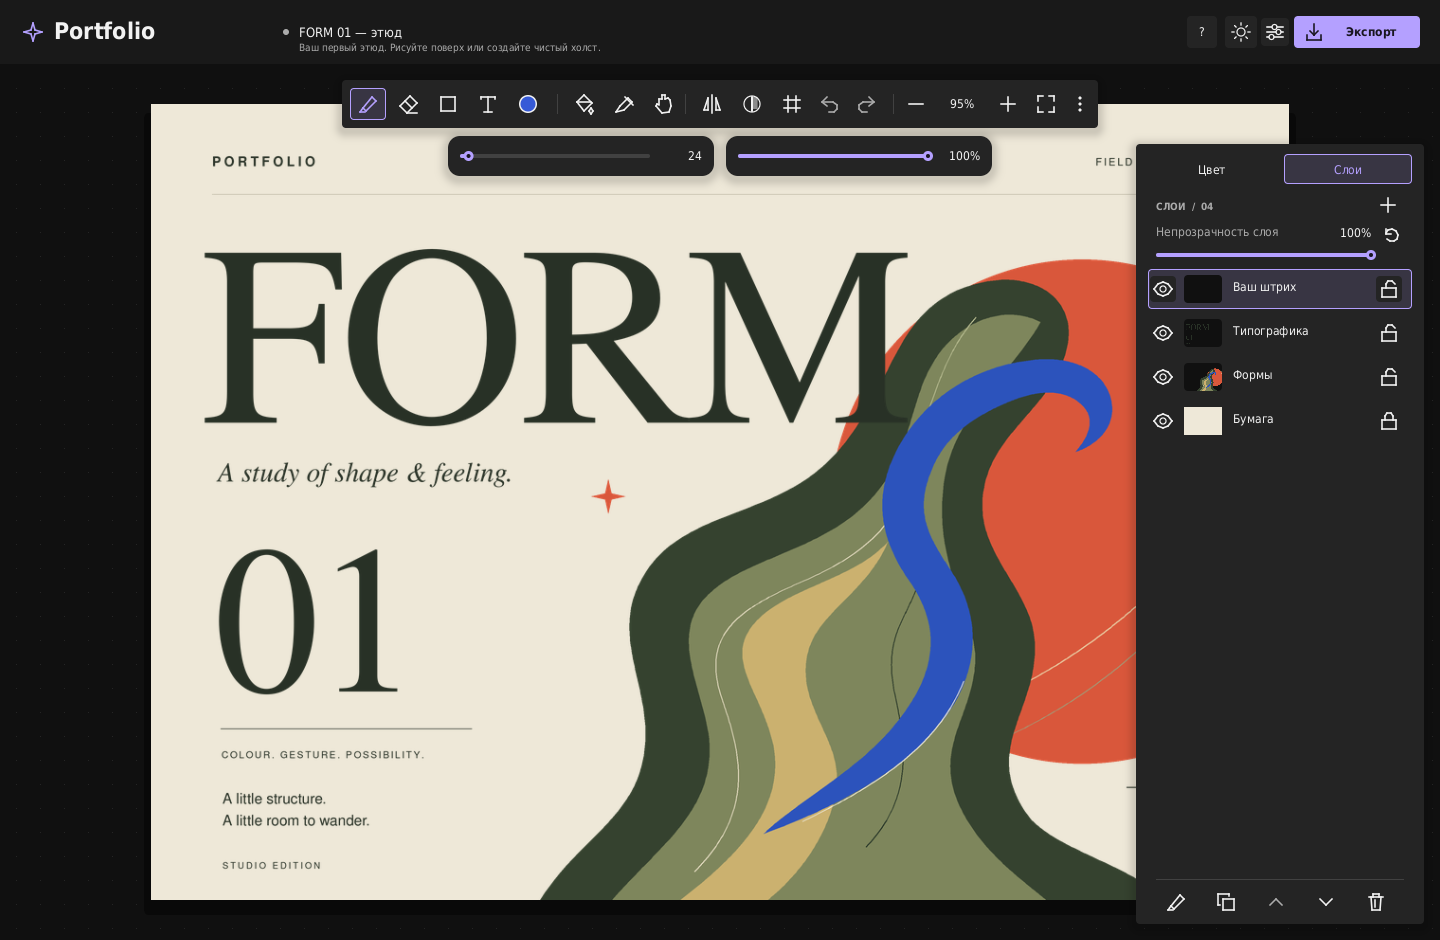 Portfolio
FORM 01 — этюд
Ваш первый этюд. Рисуйте поверх или создайте чистый холст.
?
Экспорт
95%
24
100%
PORTFOLIO
FIELD
Цвет
Слои
СЛОИ / 04
Непрозрачность слоя
100%
Ваш штрих
Типографика
Формы
Бумага
FORM
A study of shape & feeling.
01
COLOUR. GESTURE. POSSIBILITY.
A little structure.
A little room to wander.
STUDIO EDITION